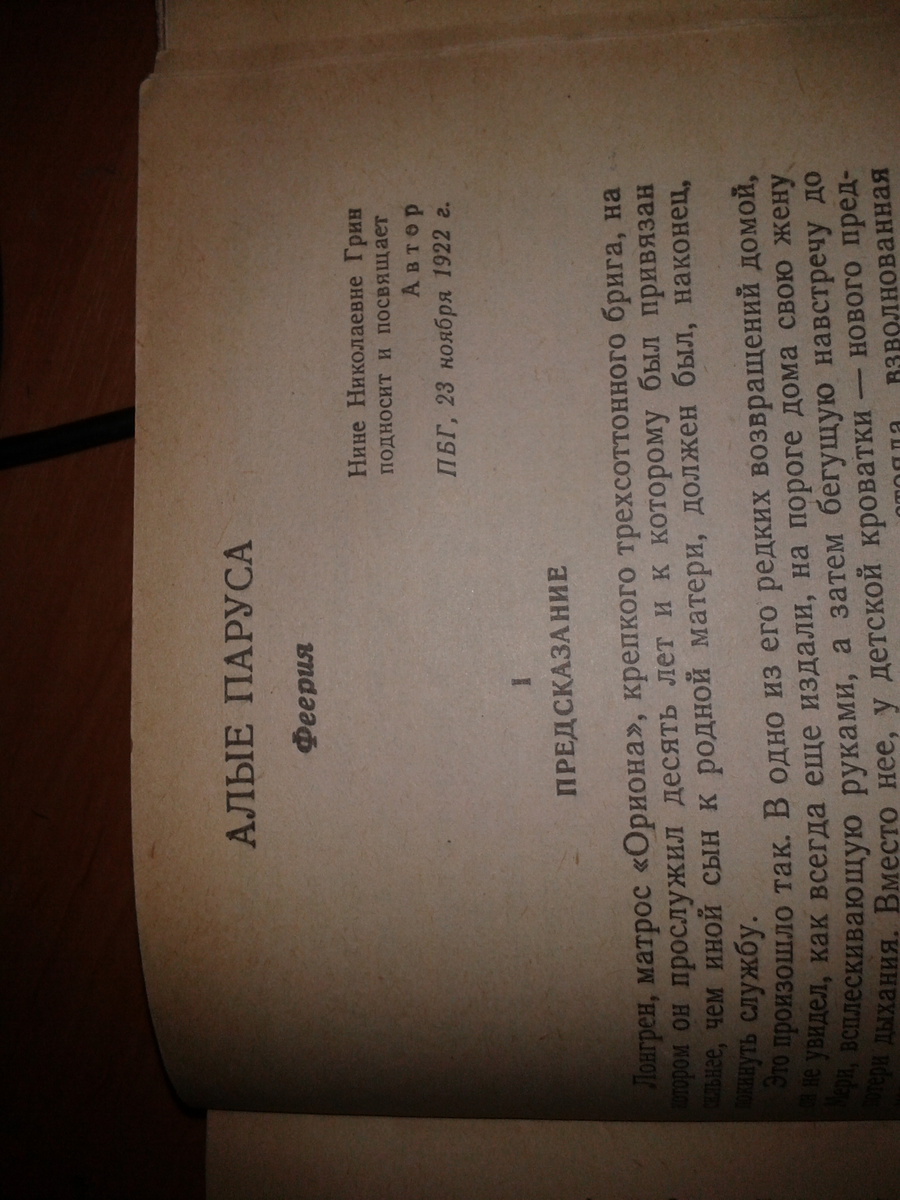 АЛЫЕ ПАРУСА
Феерия
Нине Николаевне Грин
подносит и посвящает
Автор
ПБГ, 23 ноября 1922 г.
I
ПРЕДСКАЗАНИЕ
Лонгрен, матрос «Ориона», крепкого трехсоттонного брига, на
котором он прослужил десять лет и к которому был привязан
сильнее, чем иной сын к родной матери, должен был, наконец,
покинуть службу.
Это произошло так. В одно из его редких возвращений домой,
он не увидел, как всегда еще издали, на пороге дома свою жену
Мери, всплескивающую руками, а затем бегущую навстречу до
потери дыхания. Вместо нее, у детской кроватки — нового пред-
стояла взволнованная